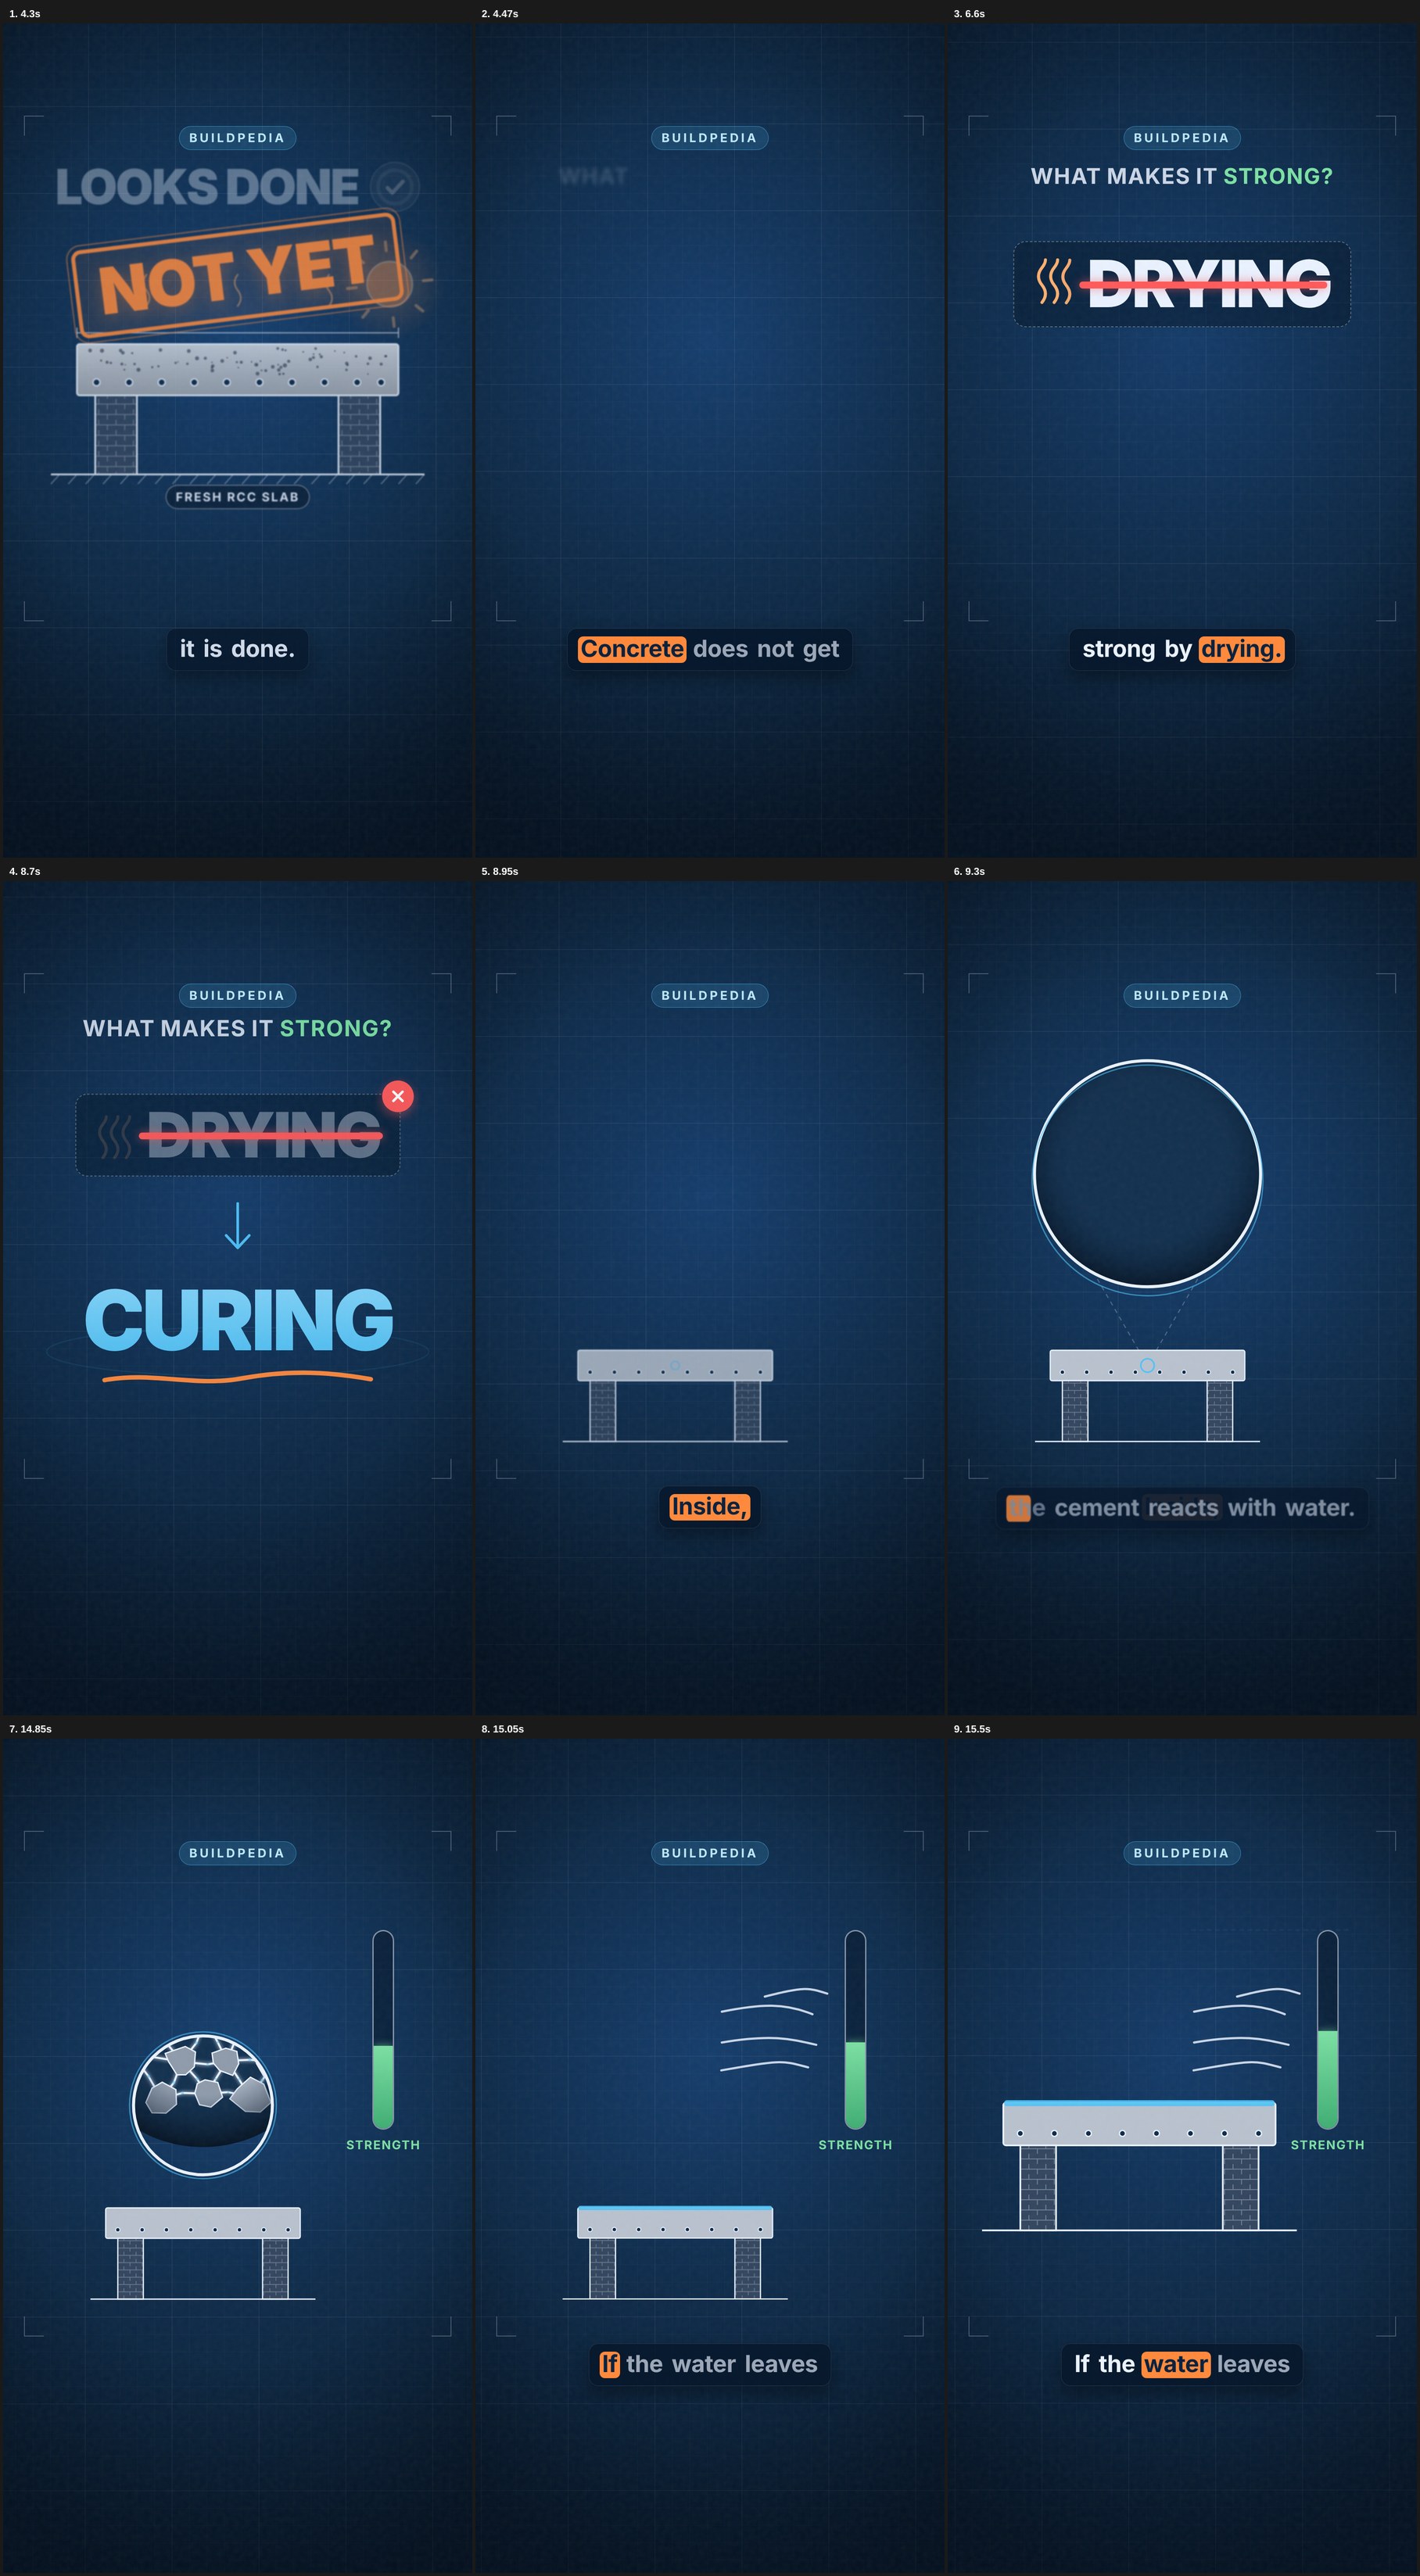 1. 4.3s
BUILDPEDIA
LOOKS DONE
NOT YET
FRESH RCC SLAB
it is done.
2. 4.47s
BUILDPEDIA
WHAT
Concrete does not get
3. 6.6s
BUILDPEDIA
WHAT MAKES IT STRONG?
DRYING
strong by drying.
4. 8.7s
BUILDPEDIA
WHAT MAKES IT STRONG?
DRYING
CURING
5. 8.95s
BUILDPEDIA
Inside,
6. 9.3s
BUILDPEDIA
the cement reacts with water.
7. 14.85s
BUILDPEDIA
STRENGTH
8. 15.05s
BUILDPEDIA
STRENGTH
If the water leaves
9. 15.5s
BUILDPEDIA
STRENGTH
If the water leaves